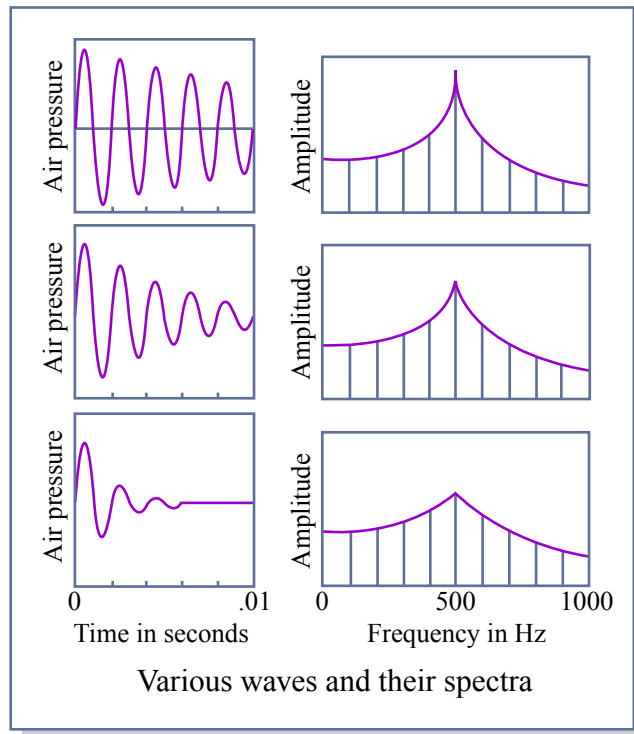 Air pressure
Amplitude
Air pressure
Amplitude
Air pressure
Amplitude
0 .01
0 500 1000
Time in seconds
Frequency in Hz
Various waves and their spectra